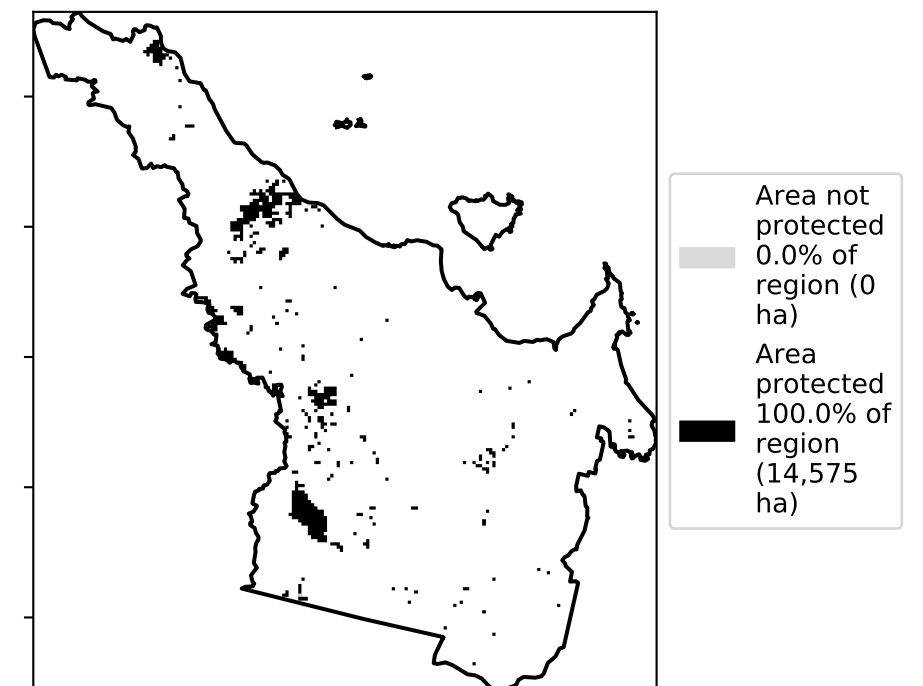 Area not
protected
0.0% of
region (0
ha)
Area
protected
100.0% of
region
(14,575
ha)